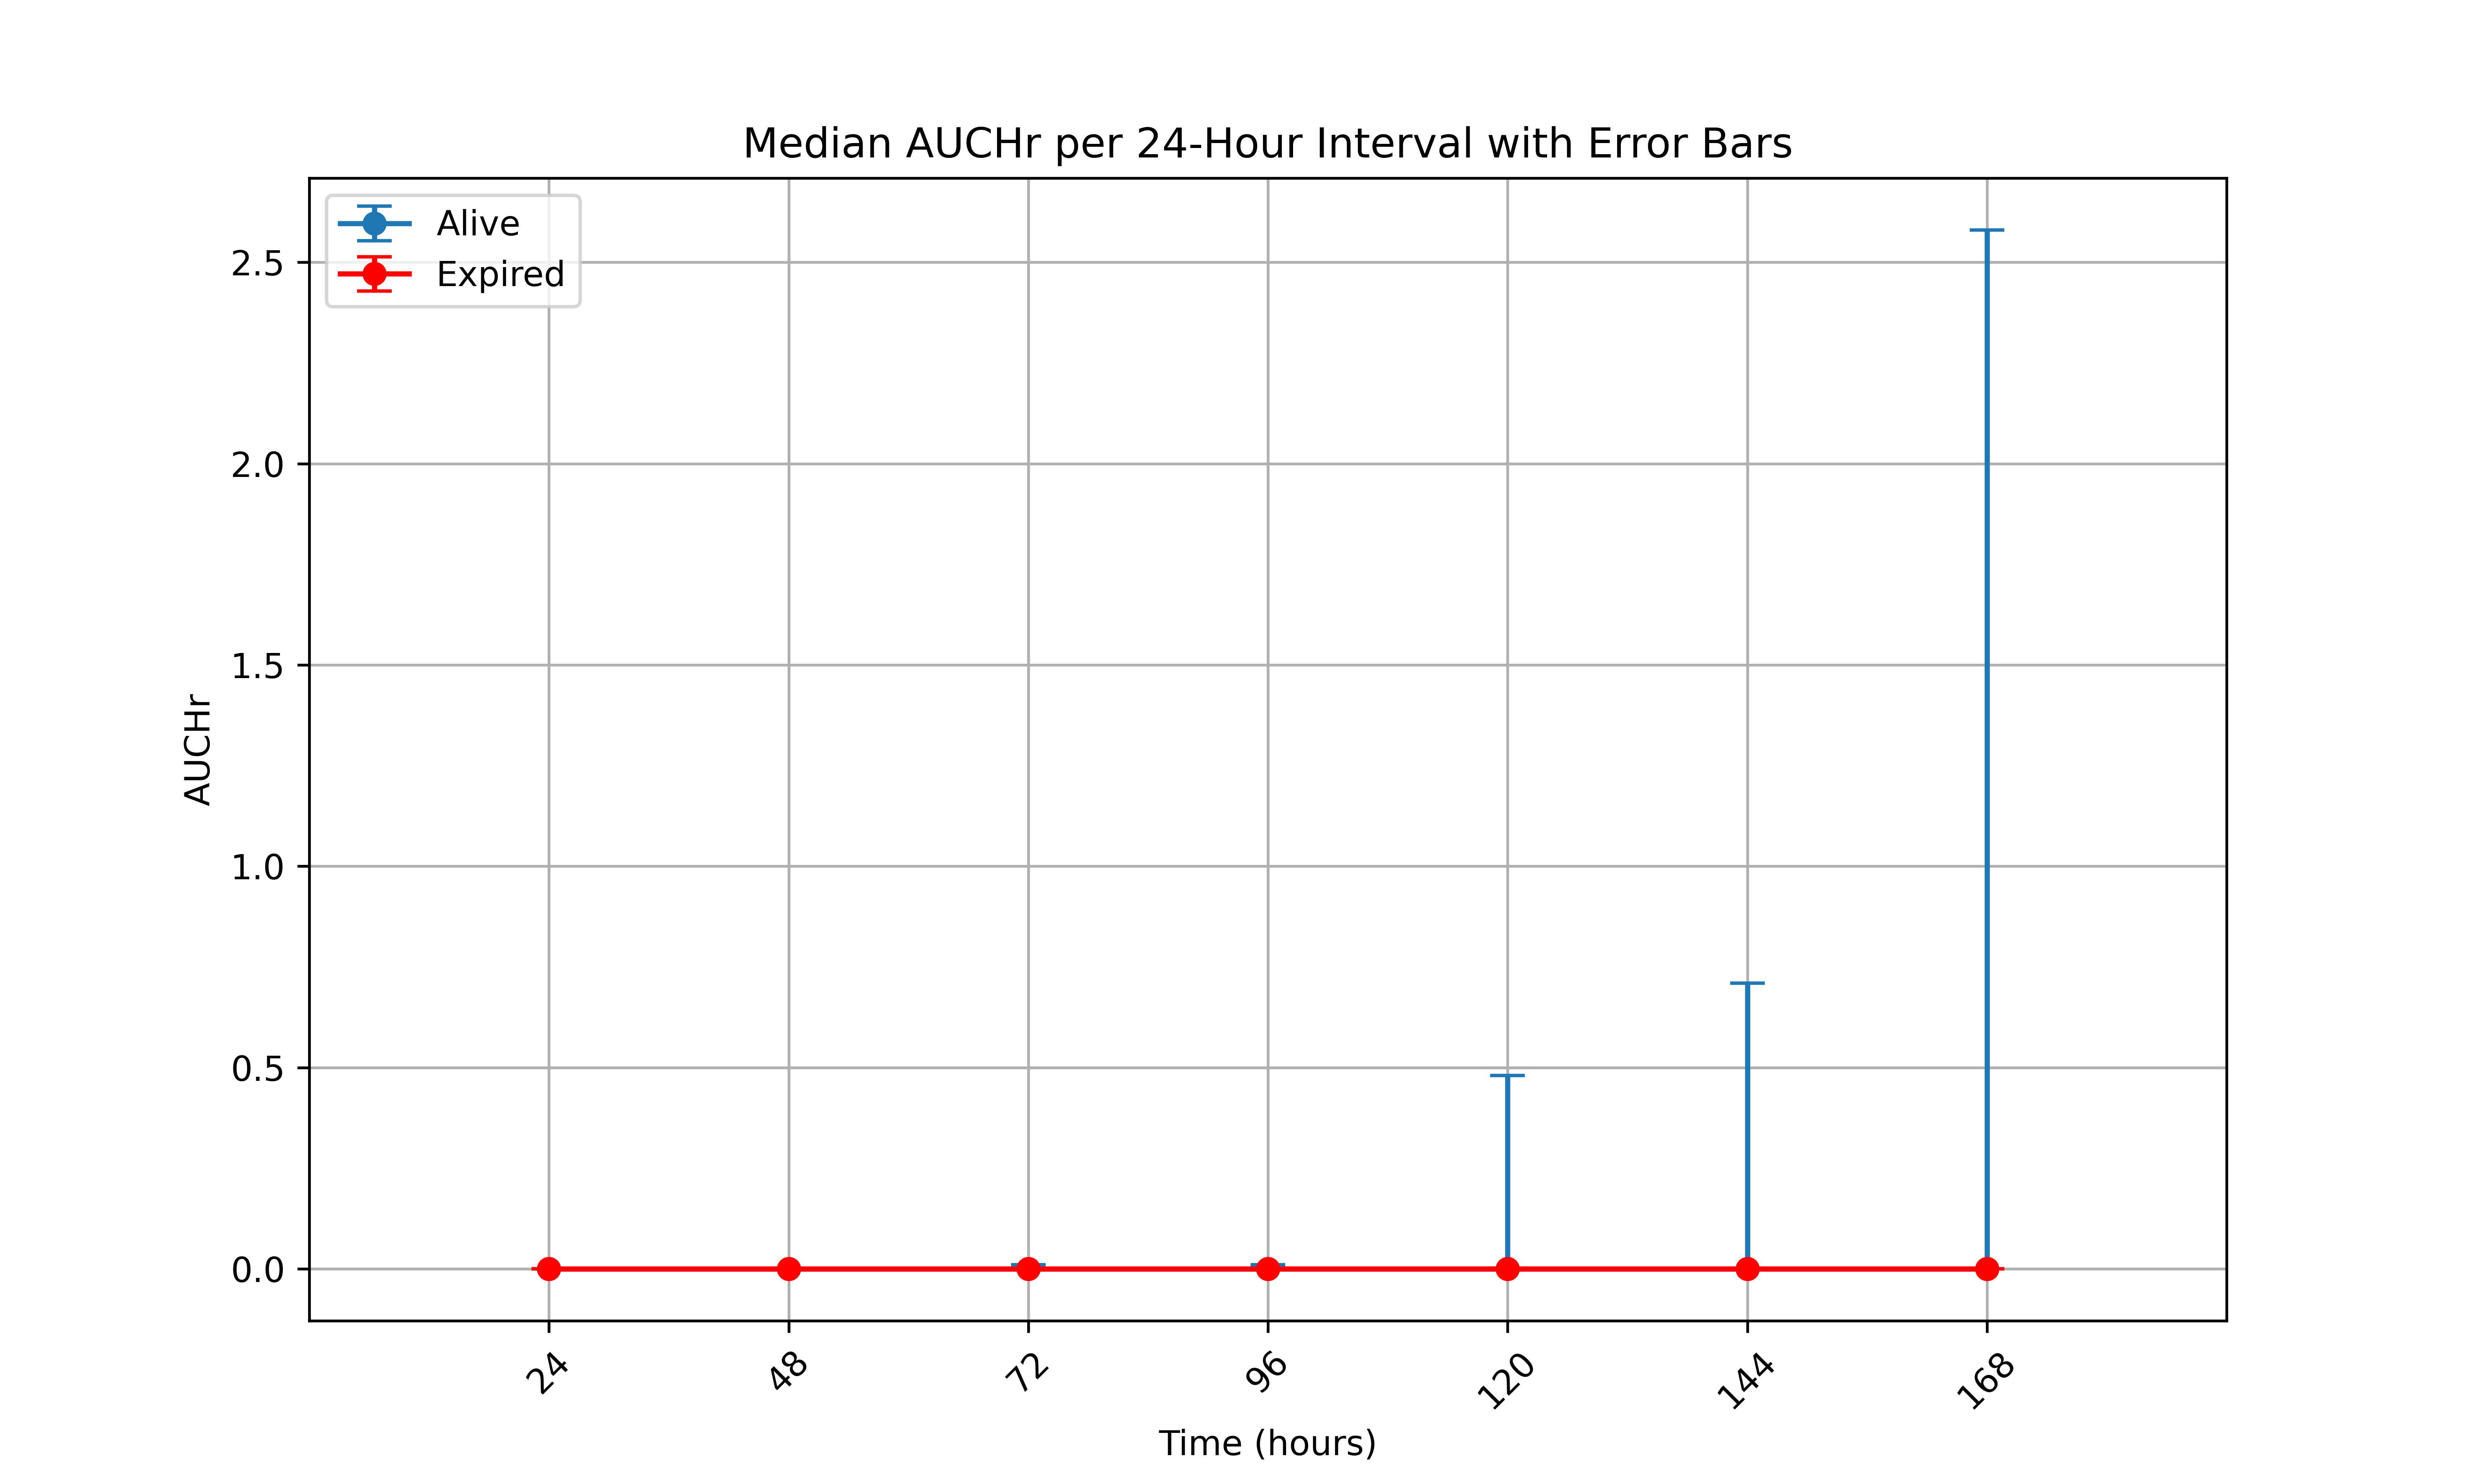 Median AUCHr per 24-Hour Interval with Error Bars
Alive
Expired
2.5
2.0
1.5
1.0
0.5
0.0
AUCHr
24
48
72
96
120
144
168
Time (hours)